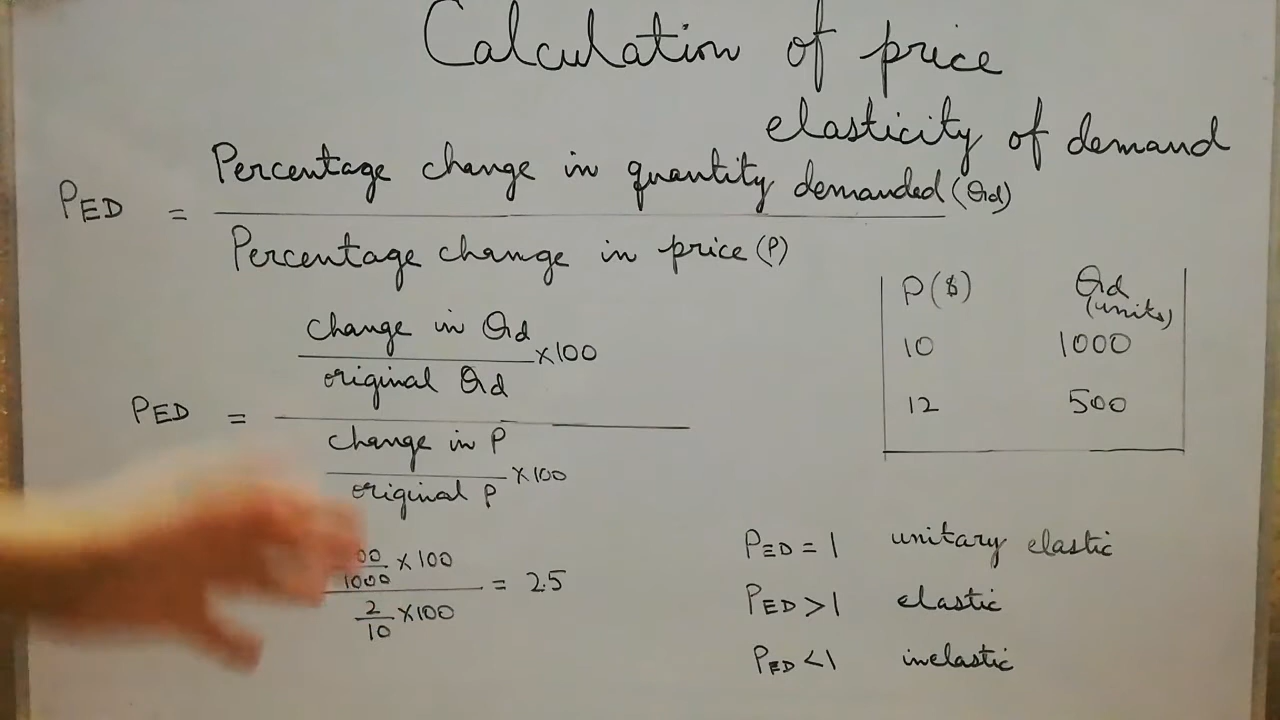 Calculation of price
elasticity of demand
PED = Percentage change in quantity demanded (Qd)
Percentage change in price (P)
PED = change in Qd × 100
original Qd
change in P × 100
original P
00 × 100
1000
= 2.5
2 × 100
10
P($) Qd (units)
10 1000
12 500
PED = 1 unitary elastic
PED > 1 elastic
PED < 1 inelastic